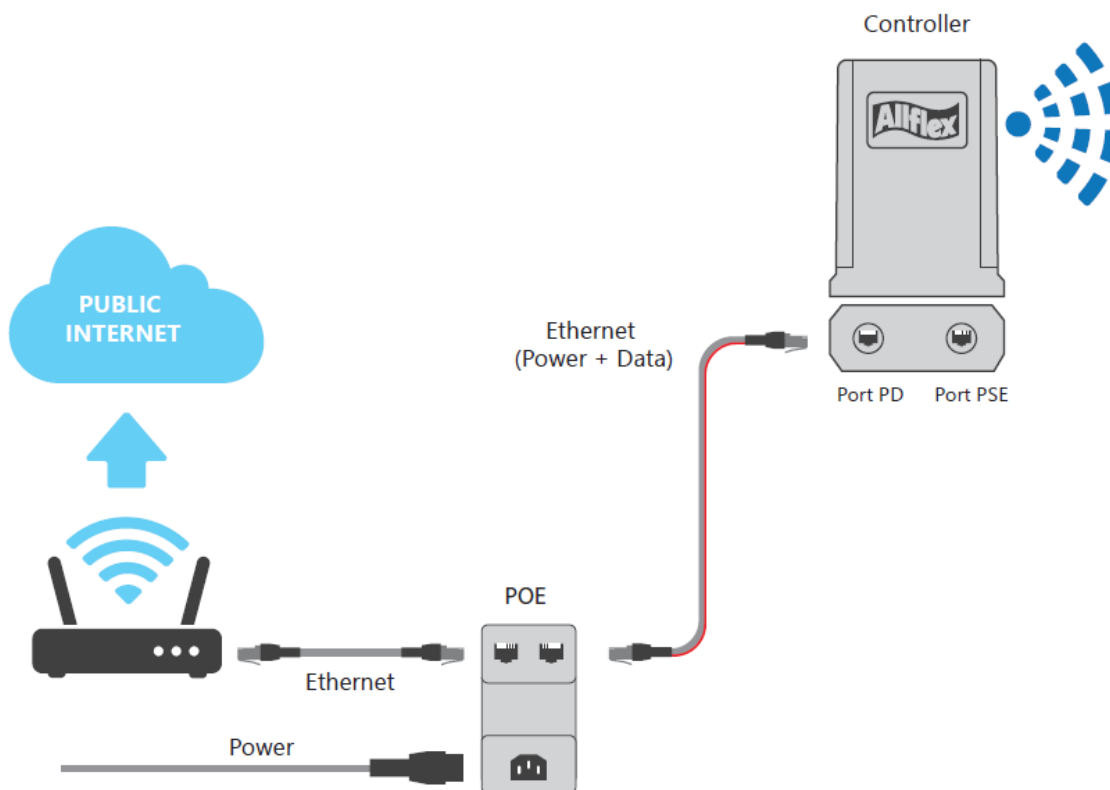 Controller
Allflex
PUBLIC
INTERNET
Ethernet
(Power + Data)
Port PD
Port PSE
POE
Ethernet
Power